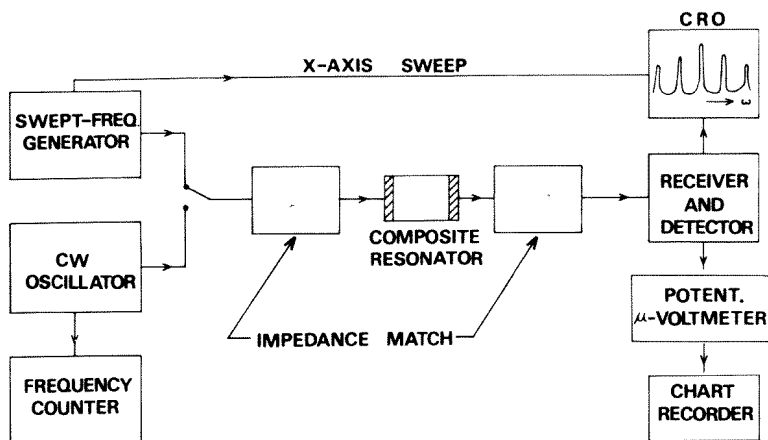 CRO
X-AXIS SWEEP
→ ω
SWEPT-FREQ.
GENERATOR
RECEIVER
AND
DETECTOR
COMPOSITE
RESONATOR
CW
OSCILLATOR
POTENT.
μ-VOLTMETER
IMPEDANCE MATCH
FREQUENCY
COUNTER
CHART
RECORDER